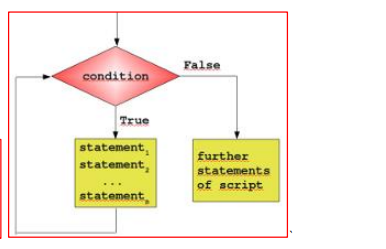 condition
False
True
statement₁
statement₂
...
statementₙ
further
statements
of script